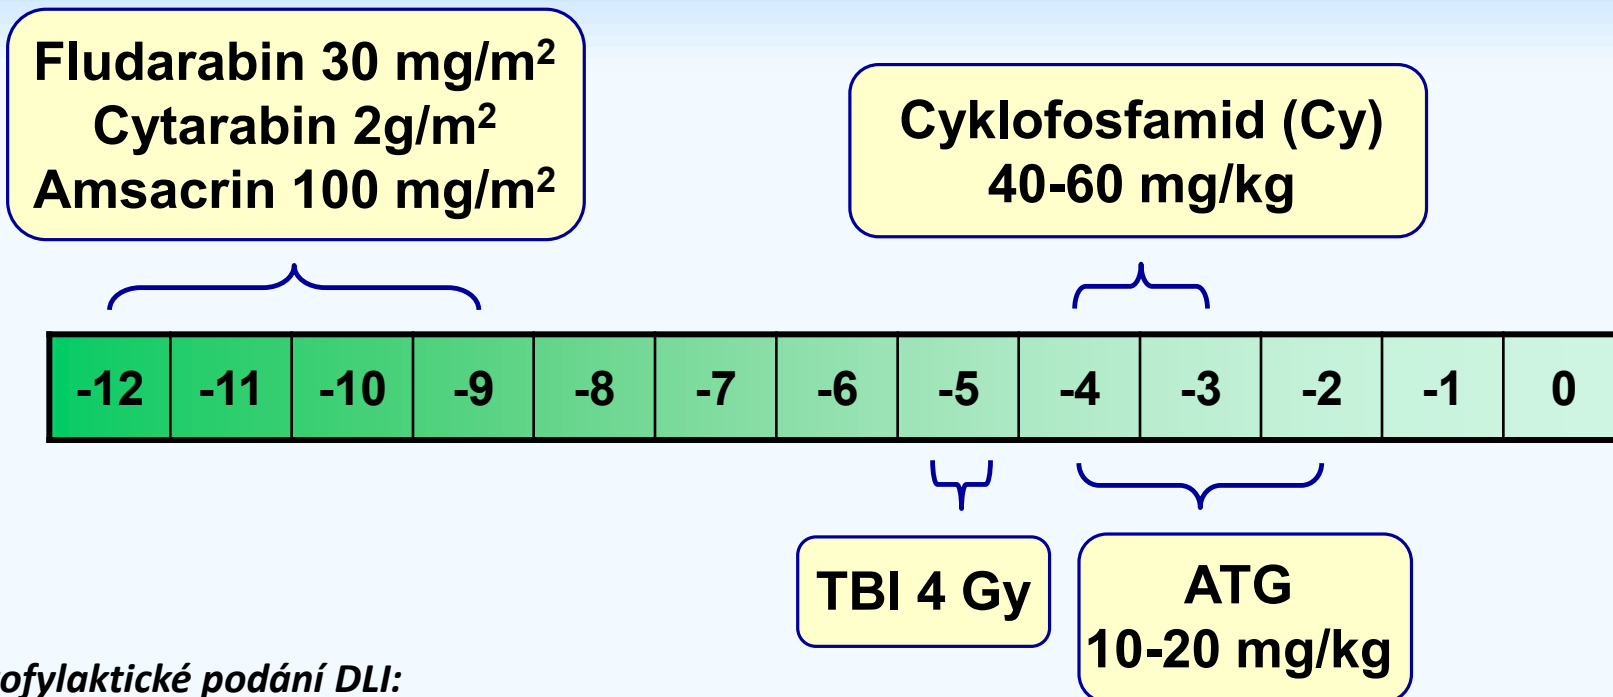 Fludarabin 30 mg/m²
Cytarabin 2g/m²
Amsacrin 100 mg/m²
Cyklofosfamid (Cy)
40-60 mg/kg
-12 -11 -10 -9 -8 -7 -6 -5 -4 -3 -2 -1 0
TBI 4 Gy
ATG
10-20 mg/kg
ofylaktické podání DLI: